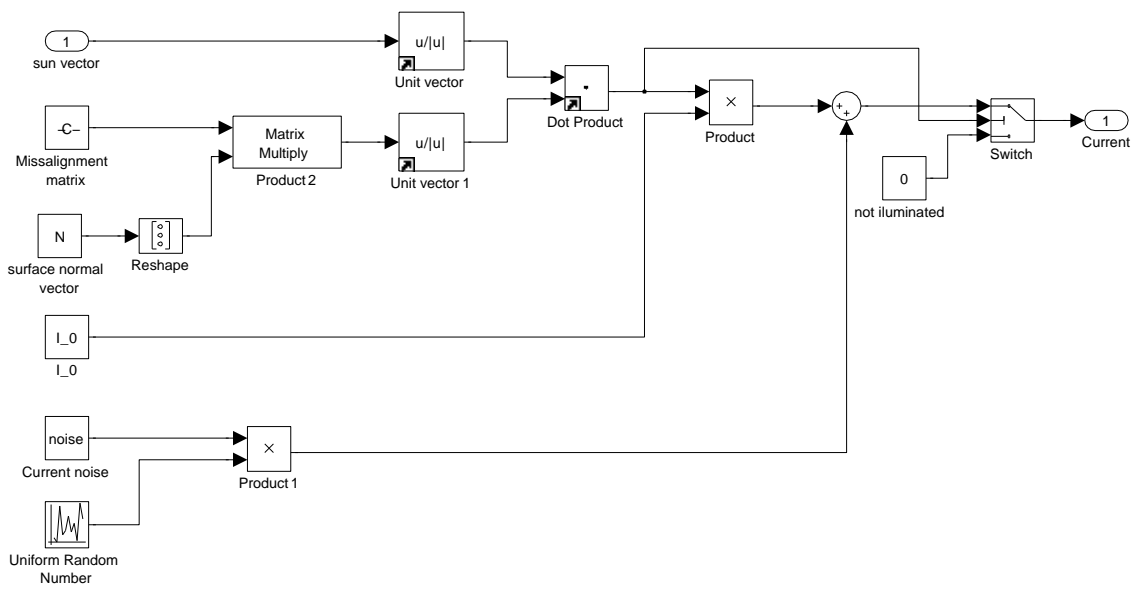 1
sun vector
u/|u|
Unit vector
-C-
Missalignment
matrix
Matrix
Multiply
Product 2
u/|u|
Unit vector 1
Dot Product
×
Product
+
+
Switch
1
Current
0
not iluminated
N
surface normal
vector
Reshape
I_0
I_0
noise
Current noise
×
Product 1
Uniform Random
Number